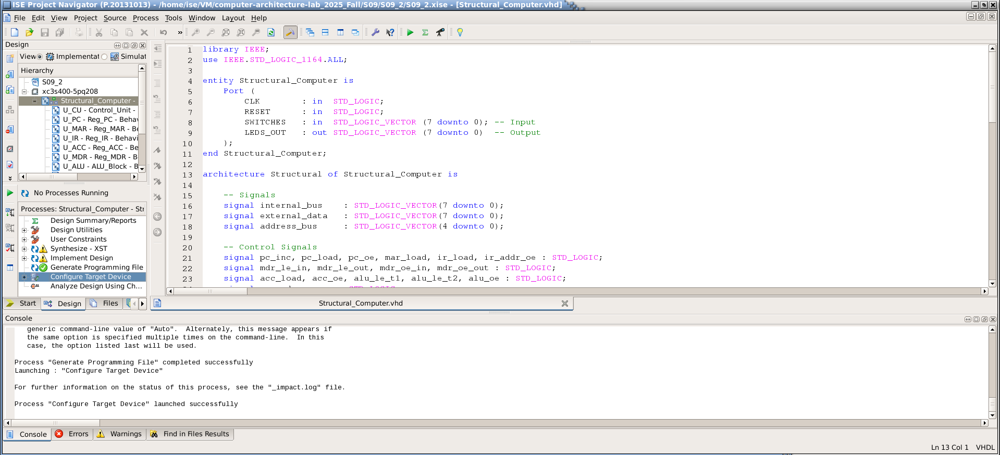 ISE Project Navigator (P.20131013) - /home/ise/VM/computer-architecture-lab_2025_Fall/S09/S09_2/S09_2.xise - [Structural_Computer.vhd]
File Edit View Project Source Process Tools Window Layout Help
»
Design
View Implementat Simulat
Hierarchy
S09_2
xc3s400-5pq208
Structural_Computer -
U_CU - Control_Unit -
U_PC - Reg_PC - Behav
U_MAR - Reg_MAR - Be
U_IR - Reg_IR - Behavi
U_ACC - Reg_ACC - Be
U_MDR - Reg_MDR - B
U_ALU - ALU_Block - B
No Processes Running
Processes: Structural_Computer - Str
Design Summary/Reports
Design Utilities
User Constraints
Synthesize - XST
Implement Design
Generate Programming File
Configure Target Device
Analyze Design Using Ch...
Start Design Files
1 library IEEE;
2 use IEEE.STD_LOGIC_1164.ALL;
3
4 entity Structural_Computer is
5 Port (
6 CLK : in STD_LOGIC;
7 RESET : in STD_LOGIC;
8 SWITCHES : in STD_LOGIC_VECTOR (7 downto 0); -- Input
9 LEDS_OUT : out STD_LOGIC_VECTOR (7 downto 0) -- Output
10 );
11 end Structural_Computer;
12
13 architecture Structural of Structural_Computer is
14
15 -- Signals
16 signal internal_bus : STD_LOGIC_VECTOR(7 downto 0);
17 signal external_data : STD_LOGIC_VECTOR(7 downto 0);
18 signal address_bus : STD_LOGIC_VECTOR(4 downto 0);
19
20 -- Control Signals
21 signal pc_inc, pc_load, pc_oe, mar_load, ir_load, ir_addr_oe : STD_LOGIC;
22 signal mdr_le_in, mdr_le_out, mdr_oe_in, mdr_oe_out : STD_LOGIC;
23 signal acc_load, acc_oe, alu_le_t1, alu_le_t2, alu_oe : STD_LOGIC;
Structural_Computer.vhd
Console
generic command-line value of "Auto". Alternately, this message appears if
the same option is specified multiple times on the command-line. In this
case, the option listed last will be used.
Process "Generate Programming File" completed successfully
Launching : "Configure Target Device"
For further information on the status of this process, see the "_impact.log" file.
Process "Configure Target Device" launched successfully
Console Errors Warnings Find in Files Results
Ln 13 Col 1 VHDL